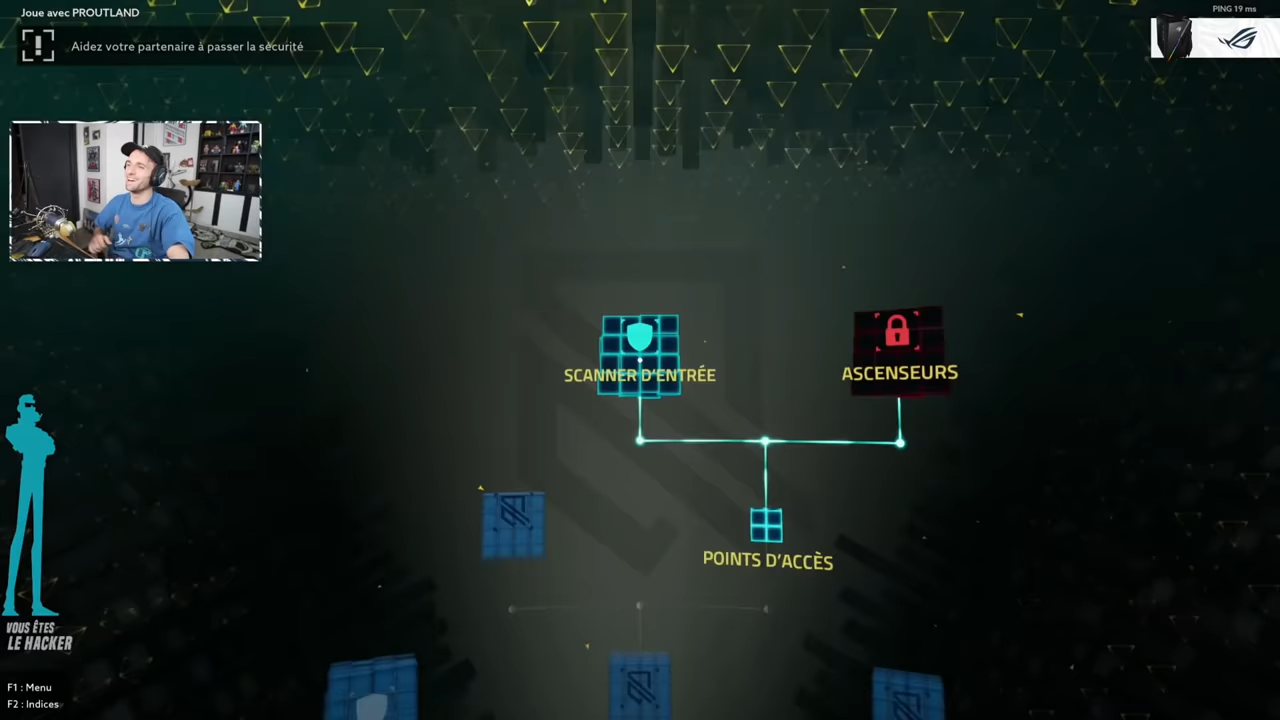 Joue avec PROUTLAND
PING 19 ms
Aidez votre partenaire à passer la sécurité
SCANNER D'ENTRÉE
ASCENSEURS
POINTS D'ACCÈS
VOUS ÊTES
LE HACKER
F1 : Menu
F2 : Indices